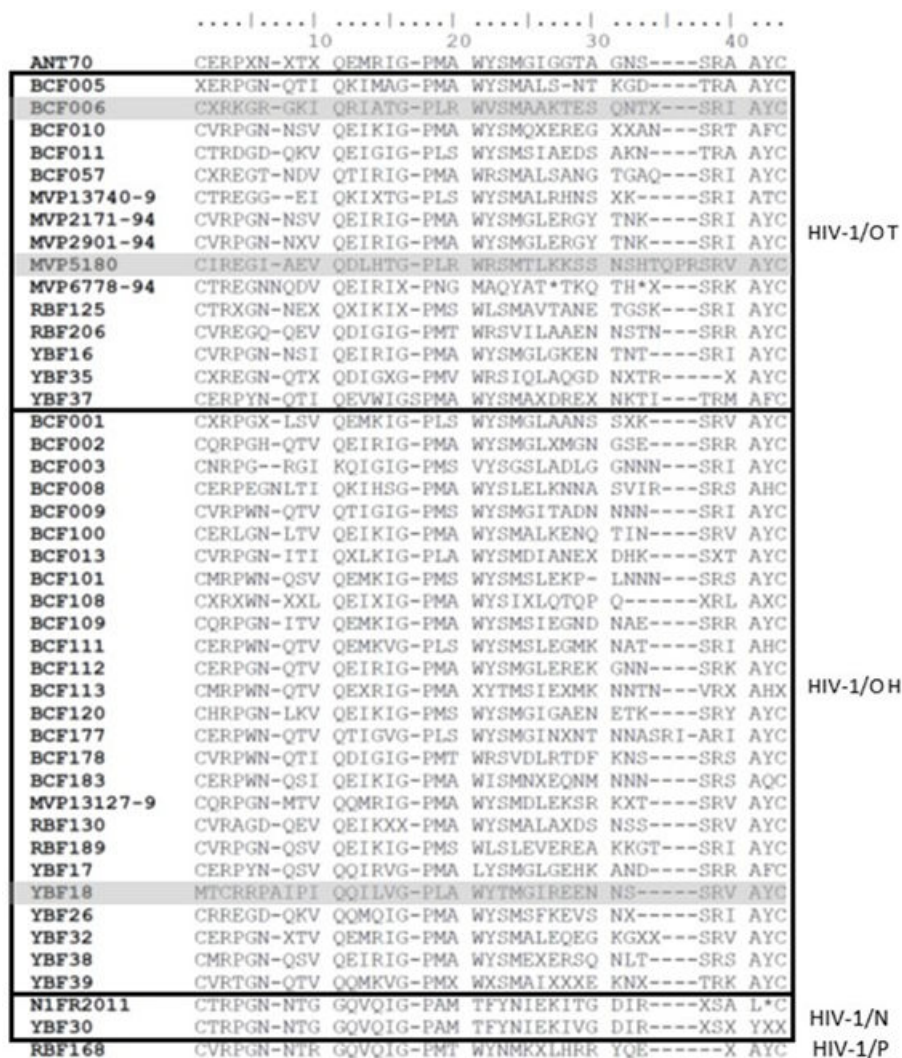 ....|....|....|....|....|....|....|....|....
10 20 30 40
ANT70 CERPXN-XTX QEMRIG-PMA WYSMGIGGTA GNS----SRA AYC
BCF005 XERPGN-QTI QKIMAG-PMA WYSMALS-NT KGD----TRA AYC
BCF006 CXRKGR-GKI QRIATG-PLR WVSMAAKTES QNTX---SRI AYC
BCF010 CVRPGN-NSV QEIKIG-PMA WYSMQXEREG XXAN---SRT AFC
BCF011 CTRDGD-QKV QEIGIG-PLS WYSMSIAEDS AKN----TRA AYC
BCF057 CXREGT-NDV QTIRIG-PMA WRSMALSANG TGAQ---SRI AYC
MVP13740-9 CTREGG--EI QKIXTG-PLS WYSMALRHNS XK-----SRI ATC
MVP2171-94 CVRPGN-NSV QEIRIG-PMA WYSMGLERGY TNK----SRI AYC
MVP2901-94 CVRPGN-NXV QEIRIG-PMA WYSMGLERGY TNK----SRI AYC
HIV-1/OT
MVP5180 CIREGI-AEV QDLHTG-PLR WRSMTLKKSS NSHTQPRSRV AYC
MVP6778-94 CTREGNNQDV QEIRIX-PNG MAQYAT*TKQ TH*X---SRK AYC
RBF125 CTRXGN-NEX QXIKIX-PMS WLSMAVTANE TGSK---SRI AYC
RBF206 CVREGQ-QEV QDIGIG-PMT WRSVILAAEN NSTN---SRR AYC
YBF16 CVRPGN-NSI QEIRIG-PMA WYSMGLGKEN TNT----SRI AYC
YBF35 CXREGN-QTX QDIGXG-PMV WRSIQLAQGD NXTR-----X AYC
YBF37 CERPYN-QTI QEVWIGSPMA WYSMAXDREX NKTI---TRM AFC
BCF001 CXRPGX-LSV QEMKIG-PLS WYSMGLAANS SXK----SRV AYC
BCF002 CQRPGH-QTV QEIRIG-PMA WYSMGLXMGN GSE----SRR AYC
BCF003 CNRPG--RGI KQIGIG-PMS VYSGSLADLG GNNN---SRI AYC
BCF008 CERPEGNLTI QKIHSG-PMA WYSLELKNNA SVIR---SRS AHC
BCF009 CVRPWN-QTV QTIGIG-PMS WYSMGITADN NNN----SRI AYC
BCF100 CERLGN-LTV QEIRIG-PMA WYSMALKENQ TIN----SRV AYC
BCF013 CVRPGN-ITI QXLKIG-PLA WYSMDIANEX DHK----SXT AYC
BCF101 CMRPWN-QSV QEMKIG-PMS WYSMSLEKP- LNNN---SRS AYC
BCF108 CXRXWN-XXL QEIXIG-PMA WYSIXLQTQP Q------XRL AXC
BCF109 CQRPGN-ITV QEMKIG-PMA WYSMSIEGND NAE----SRR AYC
BCF111 CERPWN-QTV QEMKVG-PLS WYSMSLEGMK NAT----SRI AHC
BCF112 CERPGN-QTV QEIRIG-PMA WYSMGLEREK GNN----SRK AYC
BCF113 CMRPWN-QTV QEXRIG-PMA XYTMSIEXMK NNTN---VRX AHX
HIV-1/OH
BCF120 CHRPGN-LKV QEIKIG-PMS WYSMGIGAEN ETK----SRY AYC
BCF177 CERPWN-QTV QTIGVG-PLS WYSMGINXNT NNASRI-ARI AYC
BCF178 CVRPWN-QTI QDIGIG-PMT WRSVDLRTDF KNS----SRS AYC
BCF183 CERPWN-QSI QEIKIG-PMA WISMNXEQNM NNN----SRS AQC
MVP13127-9 CQRPGN-MTV QQMRIG-PMA WYSMDLEKSR KXT----SRV AYC
RBF130 CVRAGD-QEV QEIKXX-PMA WYSMALAXDS NSS----SRV AYC
RBF189 CVRPGN-QSV QEIKIG-PMS WLSLEVEREA KKGT---SRI AYC
YBF17 CERPYN-QSV QQIRVG-PMA LYSMGLGEHK AND----SRR AFC
YBF18 MTCRRPAIPI QQILVG-PLA WYTMGIREEN NS-----SRV AYC
YBF26 CRREGD-QKV QQMQIG-PMA WYSMSFKEVS NX-----SRI AYC
YBF32 CERPGN-XTV QEMRIG-PMA WYSMALEQEG KGXX---SRV AYC
YBF38 CMRPGN-QSV QEIRIG-PMA WYSMEXERSQ NLT----SRS AYC
YBF39 CVRTGN-QTV QQMKVG-PMX WXSMAIXXXE KNX----TRK AYC
N1FR2011 CTRPGN-NTG GQVQIG-PAM TFYNIEKITG DIR----XSA L*C
HIV-1/N
YBF30 CTRPGN-NTG GQVQIG-PAM TFYNIEKIVG DIR----XSX YXX
RBF168 CVRPGN-NTR GQVQIG-PMT WYNMKXLHRR YQE-----X AYC
HIV-1/P